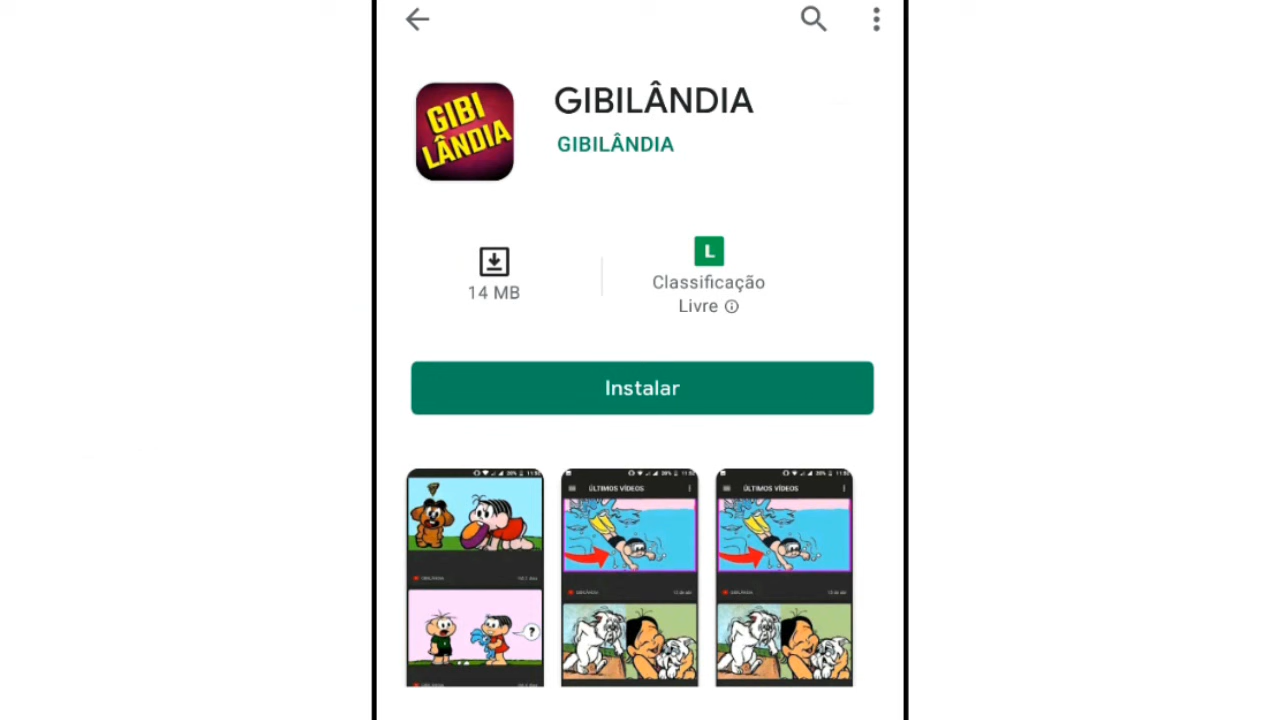 GIBILÂNDIA
GIBI
LÂNDIA
GIBILÂNDIA
14 MB
L
Classificação
Livre
Instalar
ÚLTIMOS VÍDEOS
ÚLTIMOS VÍDEOS
?